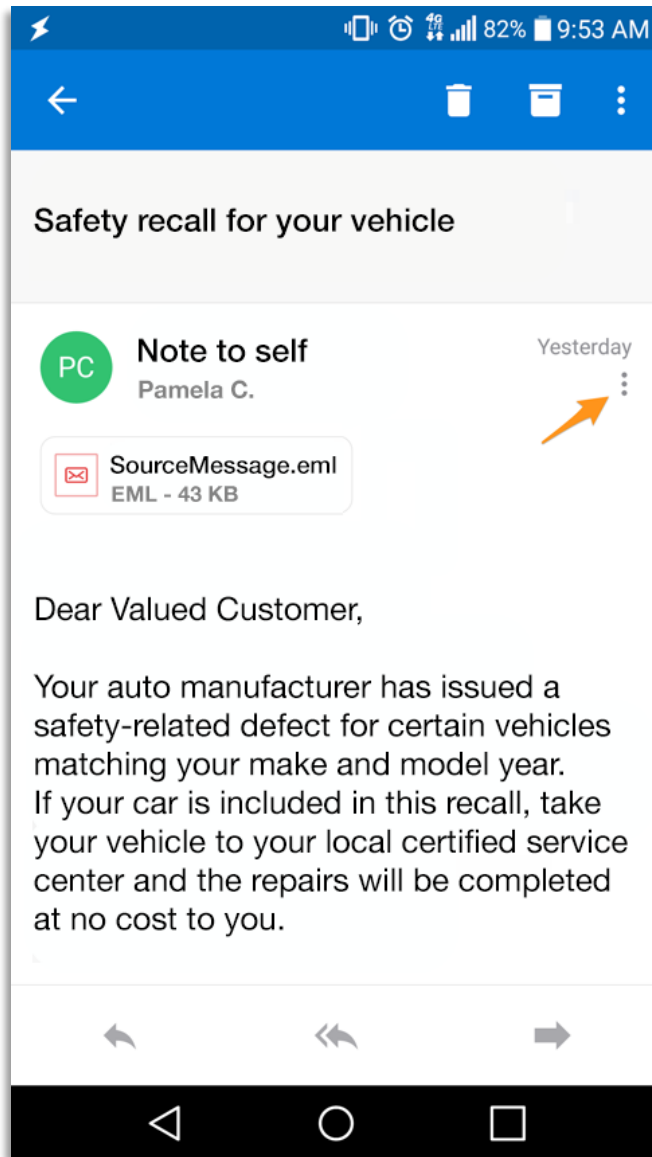 4G LTE 82% 9:53 AM
Safety recall for your vehicle
PC Note to self Yesterday
Pamela C.
SourceMessage.eml
EML - 43 KB
Dear Valued Customer,
Your auto manufacturer has issued a
safety-related defect for certain vehicles
matching your make and model year.
If your car is included in this recall, take
your vehicle to your local certified service
center and the repairs will be completed
at no cost to you.